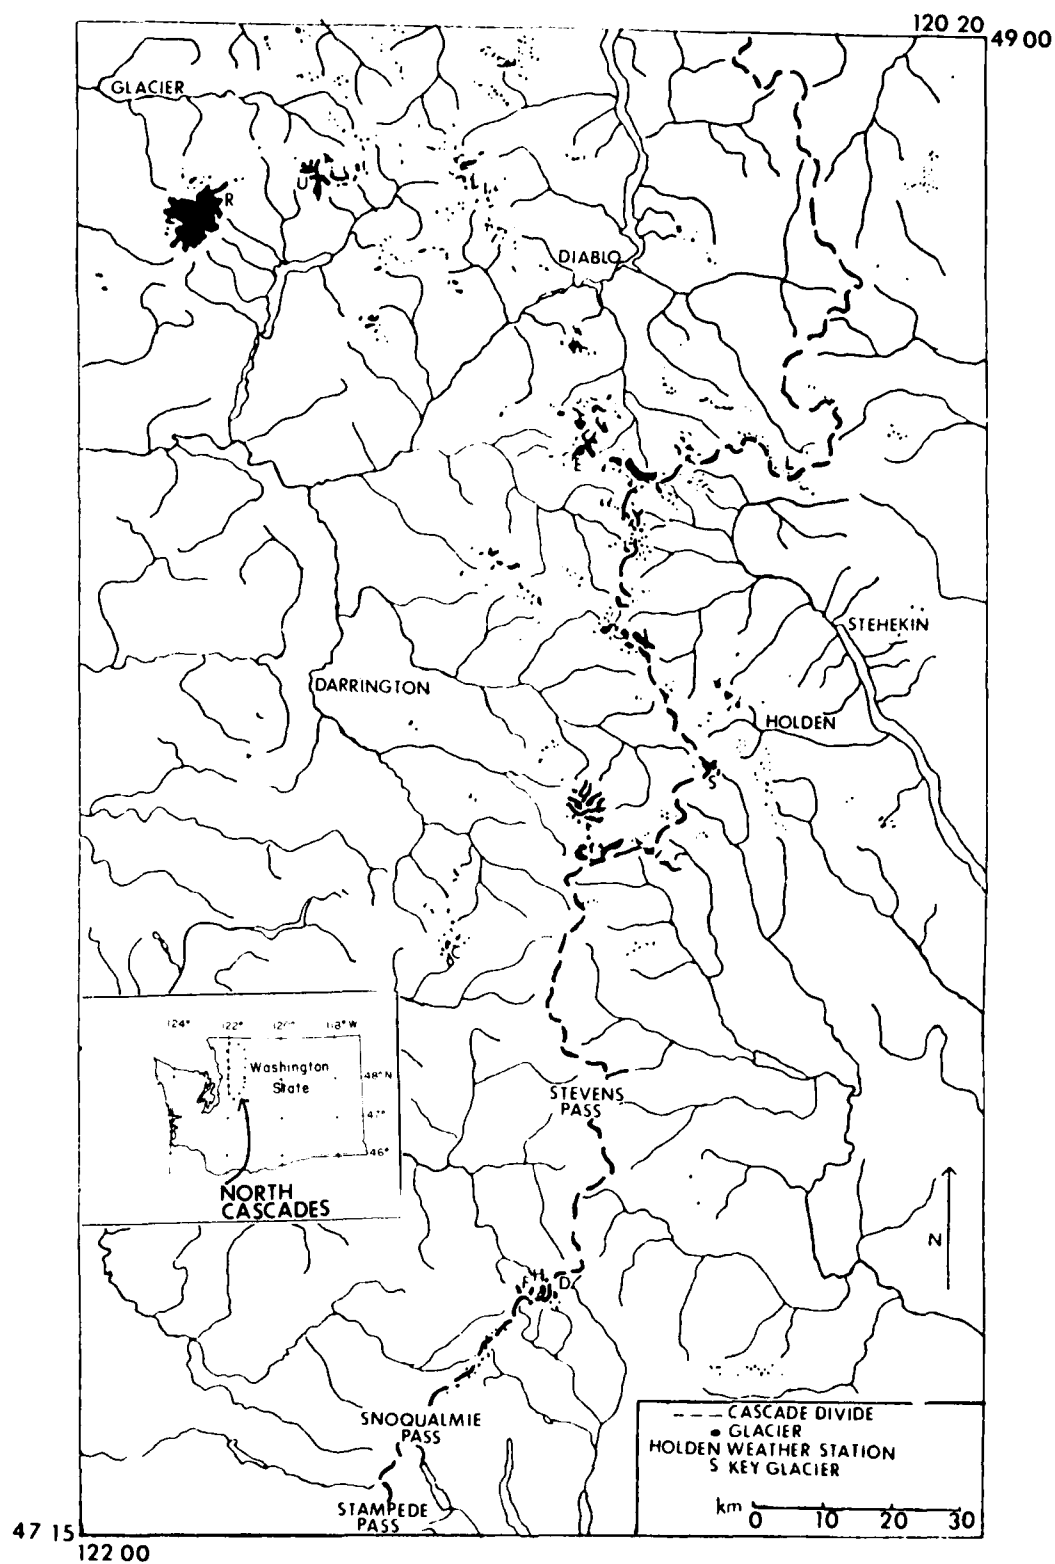 120 20
49 00
GLACIER
U
R
DIABLO
E
L
STEHEKIN
DARRINGTON
HOLDEN
S
C
124° 122° 120° 118° W
Washington
State
48° N
47°
46°
NORTH
CASCADES
STEVENS
PASS
N
F H D
SNOQUALMIE
PASS
STAMPEDE
PASS
CASCADE DIVIDE
GLACIER
HOLDEN WEATHER STATION
S KEY GLACIER
km
0 10 20 30
47 15
122 00